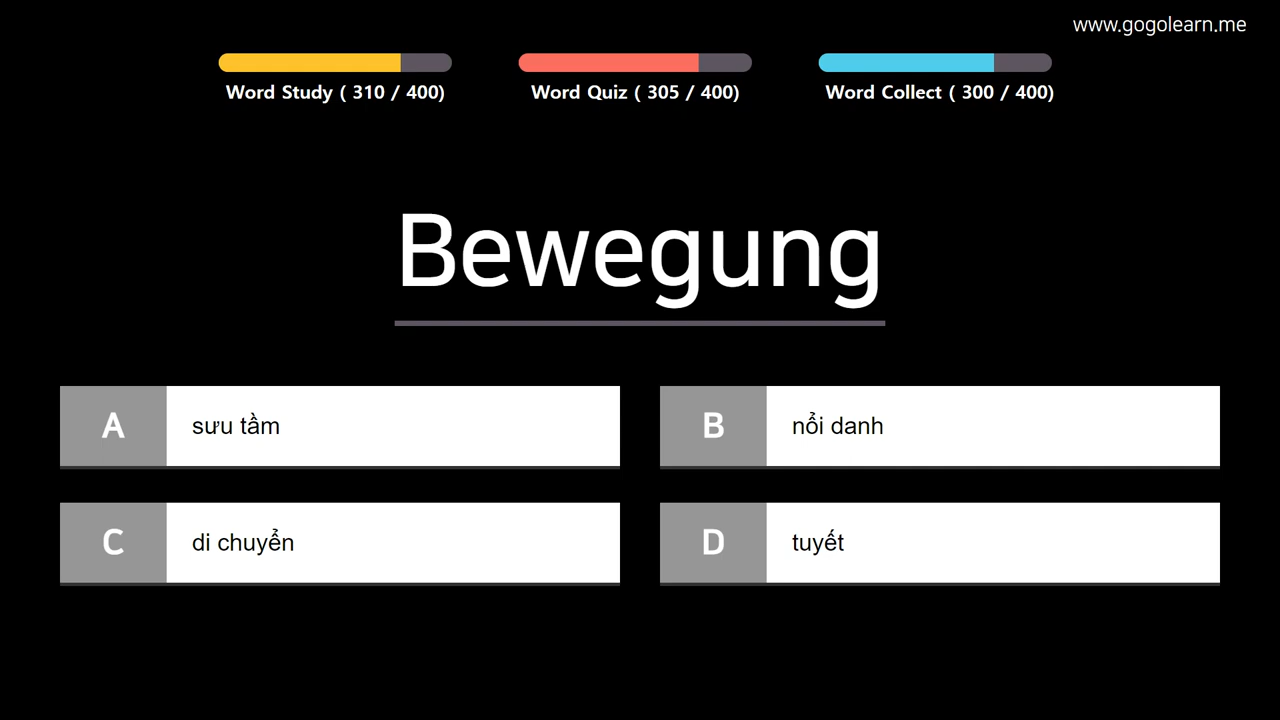 www.gogolearn.me
Word Study ( 310 / 400)
Word Quiz ( 305 / 400)
Word Collect ( 300 / 400)
Bewegung
A sưu tầm
B nổi danh
C di chuyển
D tuyết